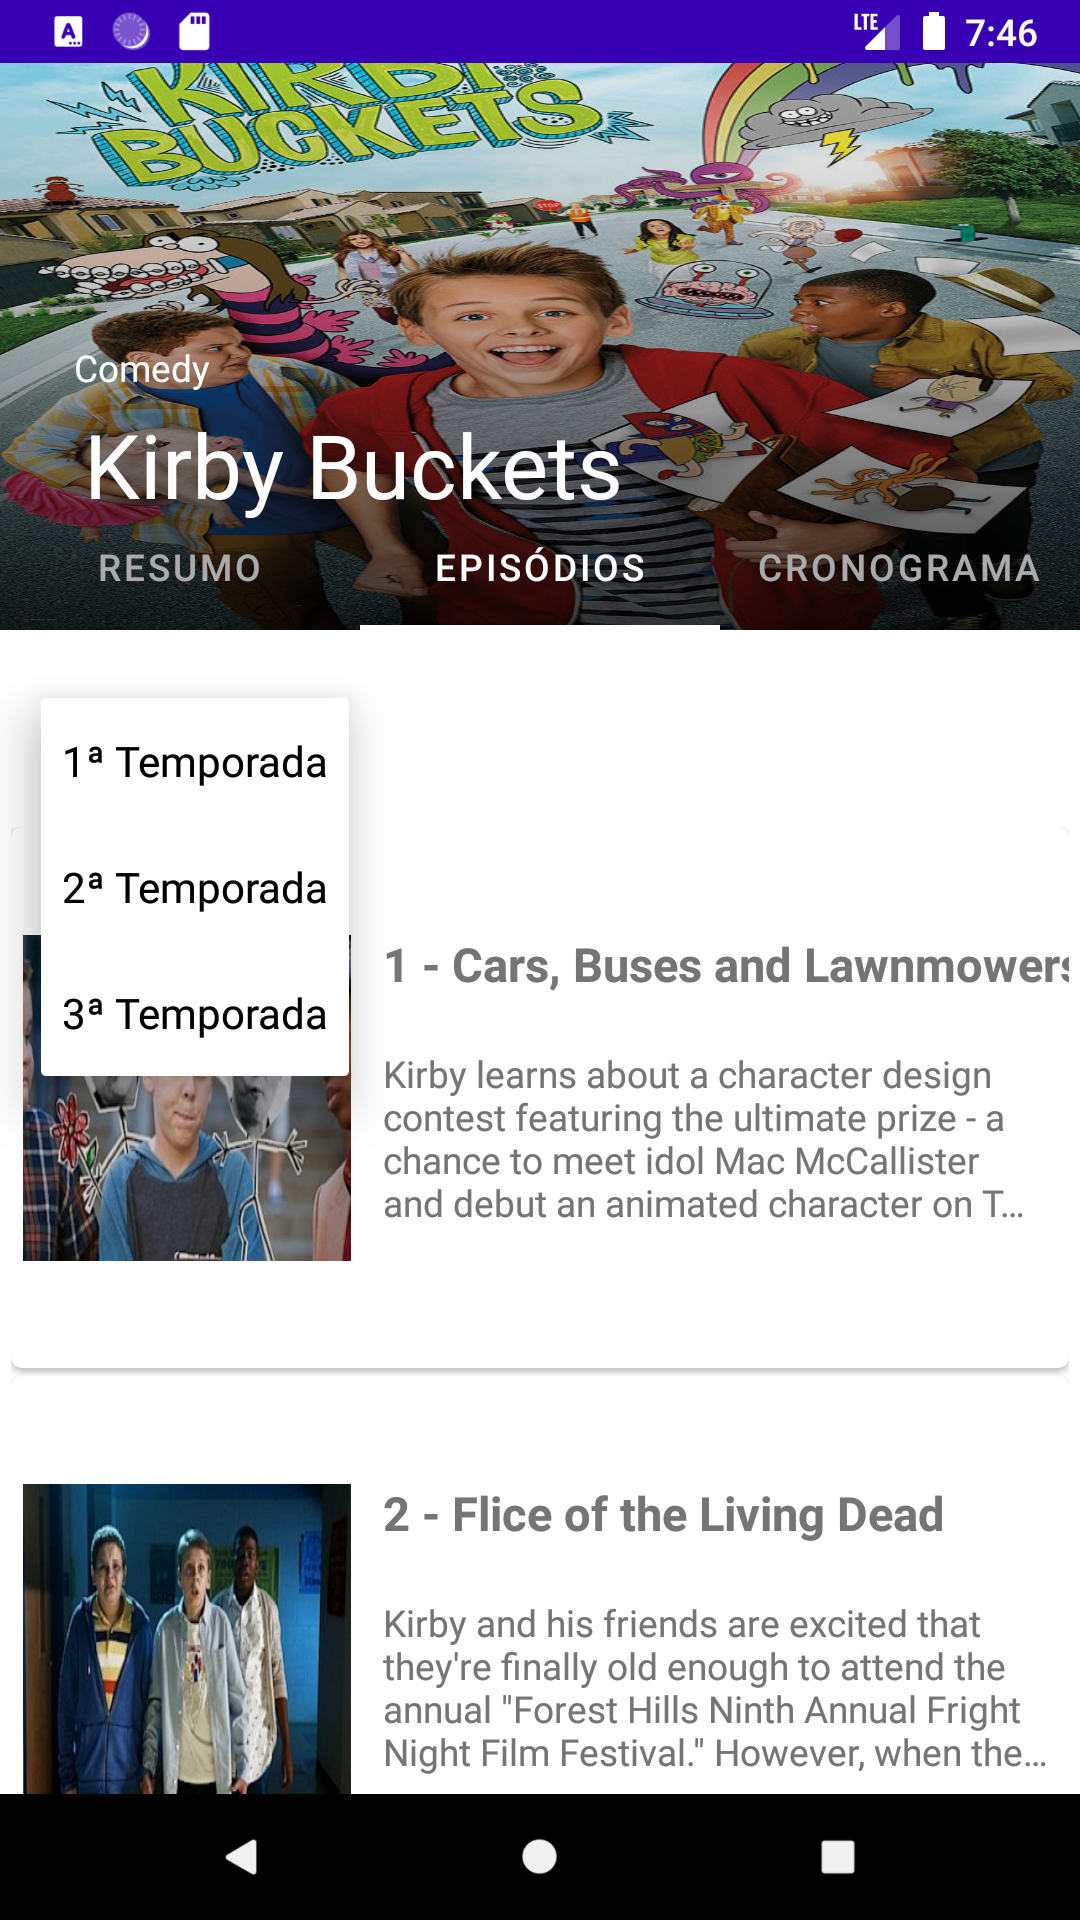 LTE
7:46
KIRBY
BUCKETS
STOP
Comedy
Kirby Buckets
RESUMO
EPISÓDIOS
CRONOGRAMA
1ª Temporada
2ª Temporada
3ª Temporada
1 - Cars, Buses and Lawnmowers
Kirby learns about a character design
contest featuring the ultimate prize - a
chance to meet idol Mac McCallister
and debut an animated character on T...
2 - Flice of the Living Dead
Kirby and his friends are excited that
they're finally old enough to attend the
annual "Forest Hills Ninth Annual Fright
Night Film Festival." However, when the...